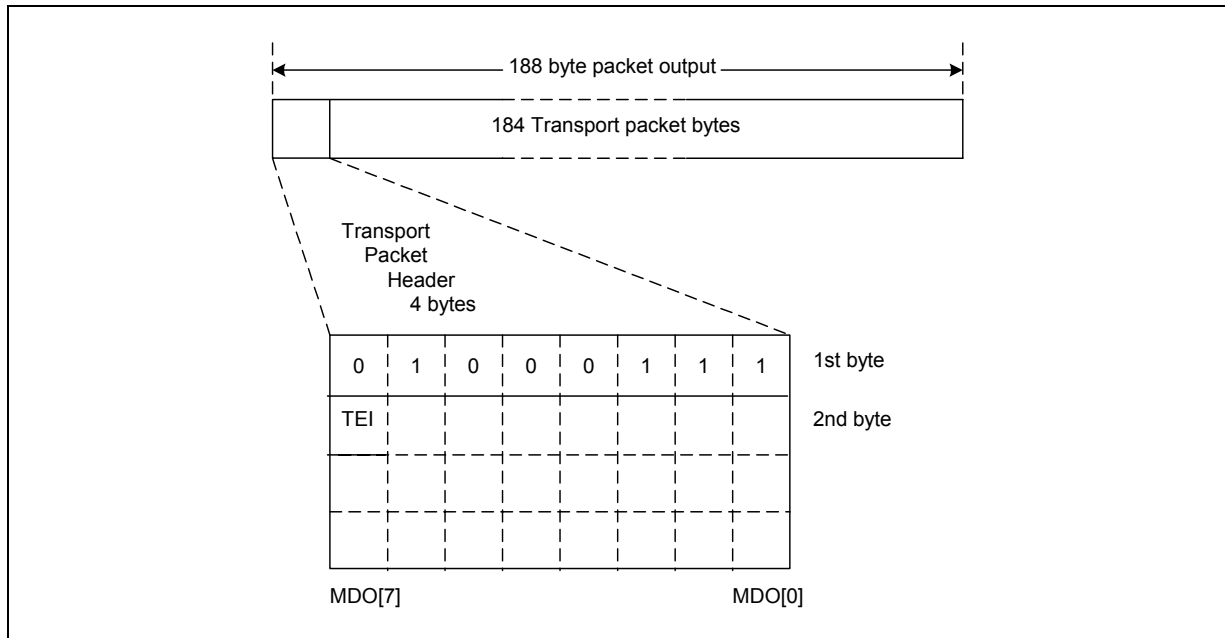 188 byte packet output
184 Transport packet bytes
Transport
Packet
Header
4 bytes
0 1 0 0 0 1 1 1 1st byte
TEI 2nd byte
MDO[7] MDO[0]